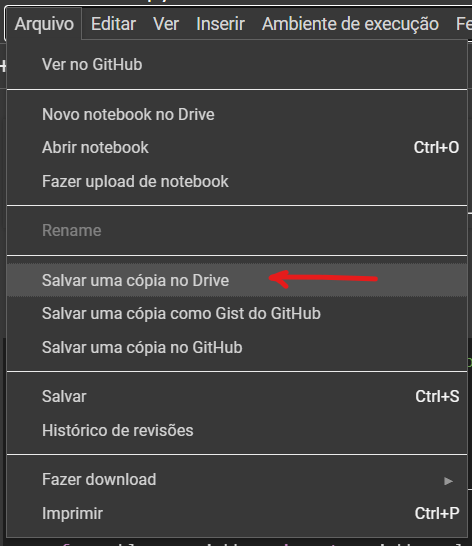 Arquivo Editar Ver Inserir Ambiente de execução Fe
Ver no GitHub
Novo notebook no Drive
Abrir notebook Ctrl+O
Fazer upload de notebook
Rename
Salvar uma cópia no Drive
Salvar uma cópia como Gist do GitHub
Salvar uma cópia no GitHub
Salvar Ctrl+S
Histórico de revisões
Fazer download
Imprimir Ctrl+P